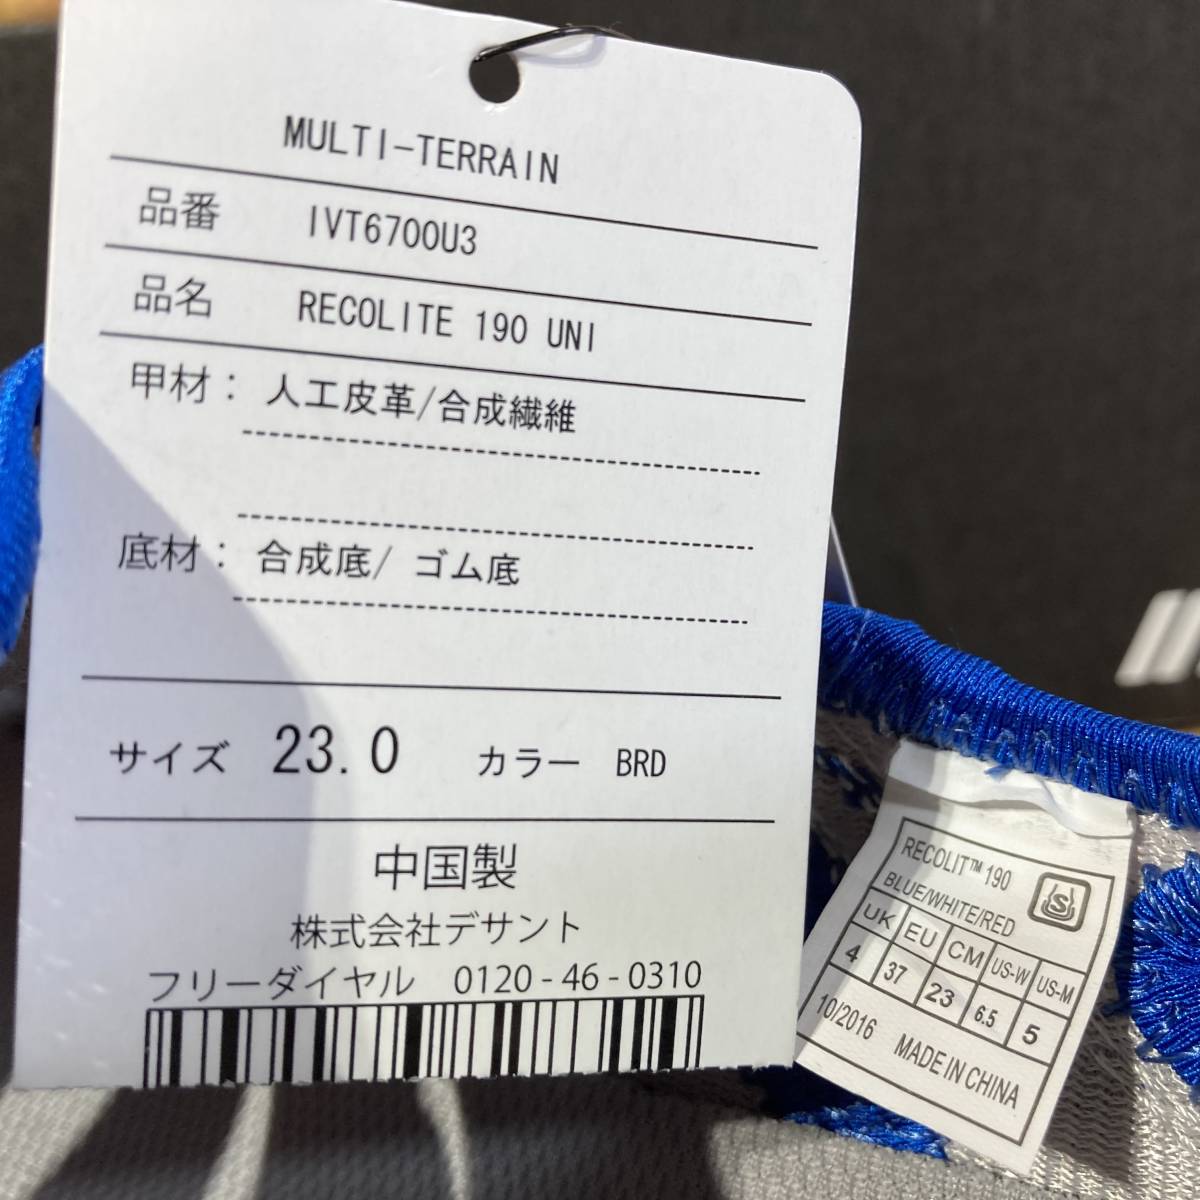 MULTI-TERRAIN
品番 IVT6700U3
品名 RECOLITE 190 UNI
甲材： 人工皮革/合成繊維
底材： 合成底/ ゴム底
サイズ 23.0 カラー BRD
中国製
株式会社デサント
フリーダイヤル 0120-46-0310
RECOLIT™ 190
BLUE/WHITE/RED
S
UK EU CM US-W US-M
4 37 23 6.5 5
10/2016 MADE IN CHINA